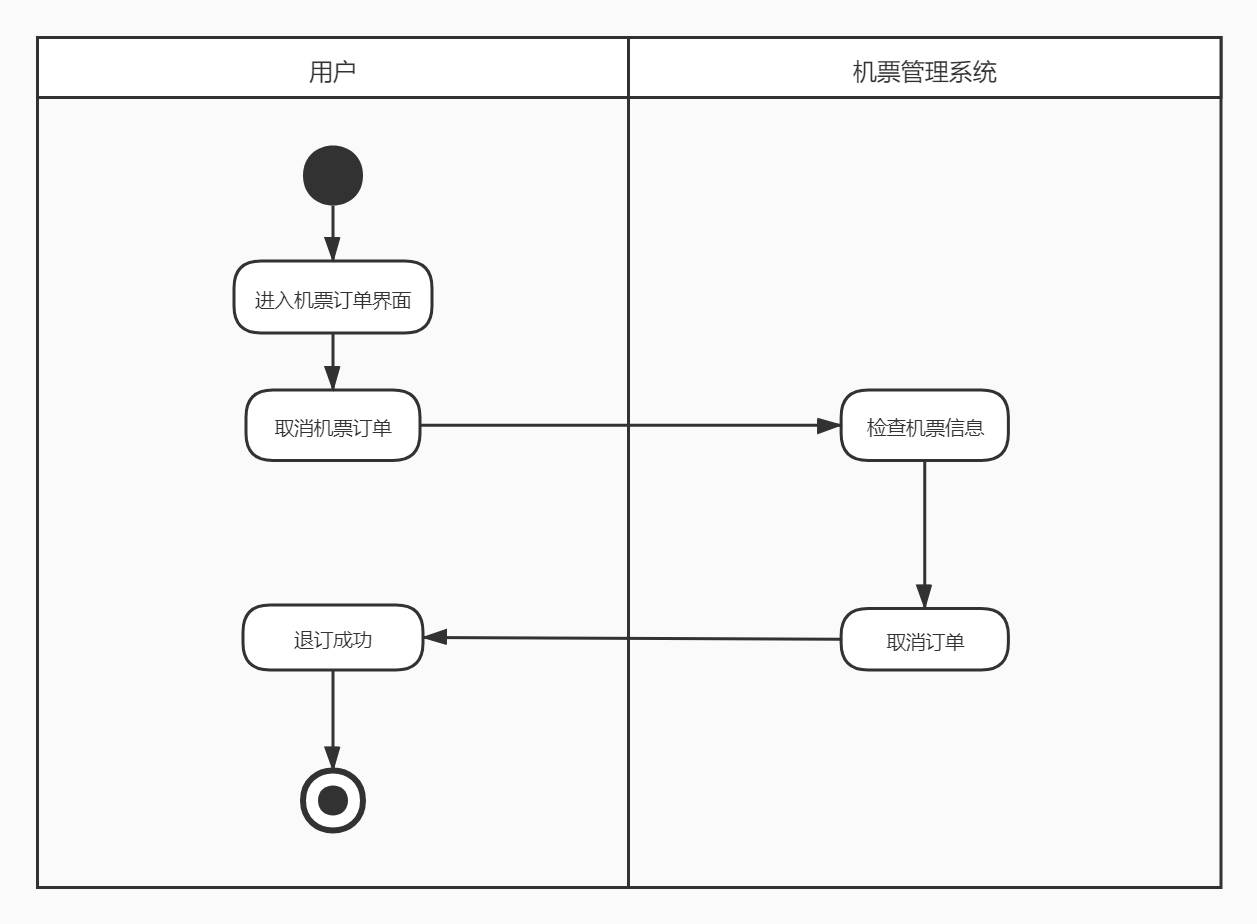 用户
机票管理系统
进入机票订单界面
取消机票订单
检查机票信息
退订成功
取消订单